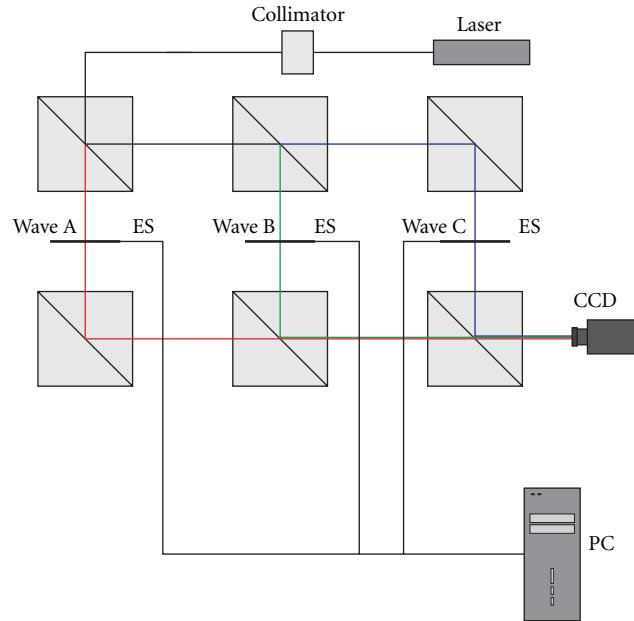 Collimator
Laser
Wave A
ES
Wave B
ES
Wave C
ES
CCD
PC